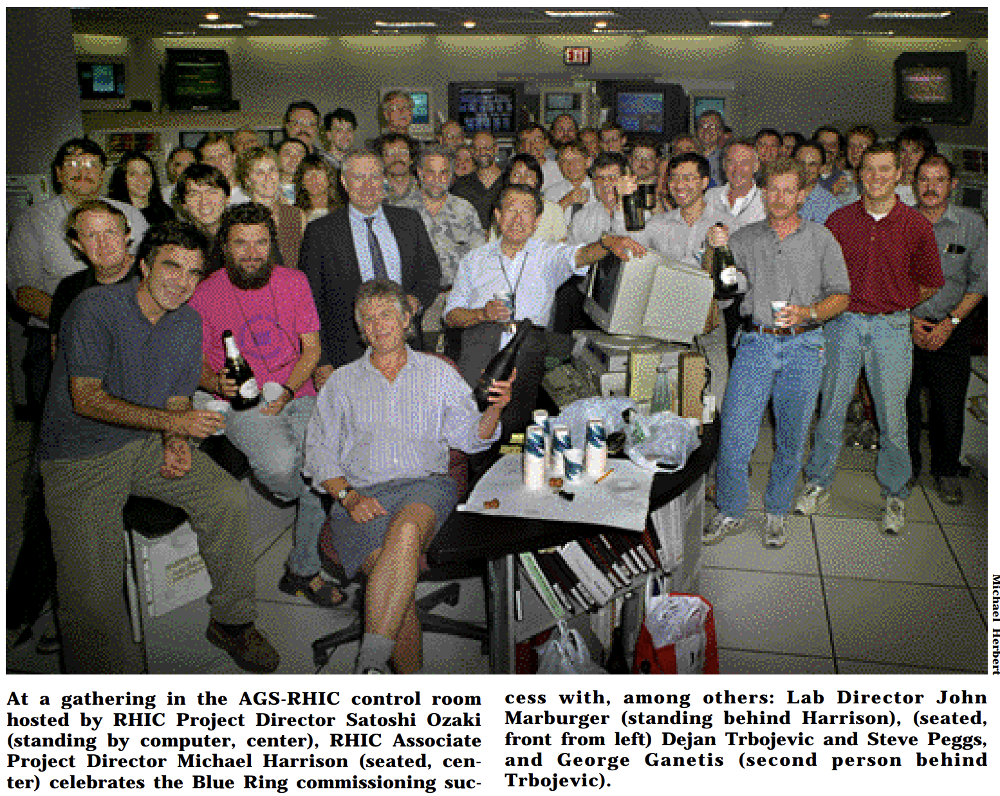 EXIT
Michael Herbert
At a gathering in the AGS-RHIC control room
hosted by RHIC Project Director Satoshi Ozaki
(standing by computer, center), RHIC Associate
Project Director Michael Harrison (seated, cen-
ter) celebrates the Blue Ring commissioning suc-
cess with, among others: Lab Director John
Marburger (standing behind Harrison), (seated,
front from left) Dejan Trbojevic and Steve Peggs,
and George Ganetis (second person behind
Trbojevic).